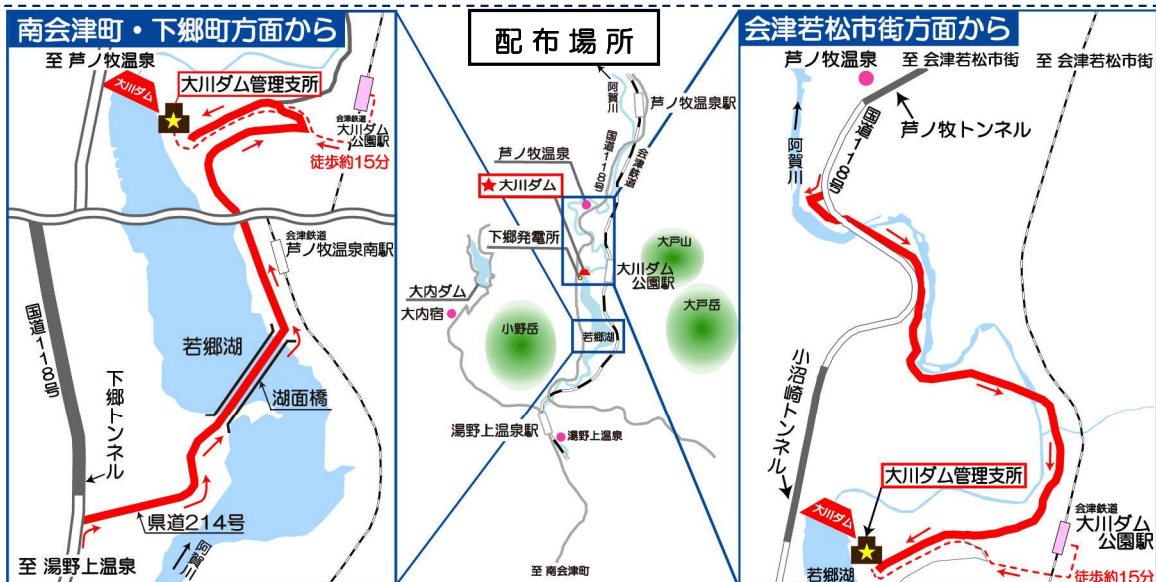 南会津町・下郷町方面から
至 芦ノ牧温泉
大川ダム
大川ダム管理支所
会津鉄道
大川ダム
公園駅
徒歩約15分
会津鉄道
芦ノ牧温泉南駅
国道118号
若郷湖
湖面橋
下郷トンネル
県道214号
阿賀川
至 湯野上温泉
配布場所
阿賀川
芦ノ牧温泉駅
国道118号
会津鉄道
芦ノ牧温泉
★大川ダム
下郷発電所
大戸山
大川ダム
公園駅
大内ダム
大内宿
大戸岳
小野岳
若郷湖
湯野上温泉駅
湯野上温泉
至 南会津町
会津若松市街方面から
芦ノ牧温泉
至 会津若松市街
至 会津若松市街
芦ノ牧トンネル
国道118号
阿賀川
小沼崎トンネル
大川ダム管理支所
大川ダム
会津鉄道
大川ダム
公園駅
若郷湖
徒歩約15分